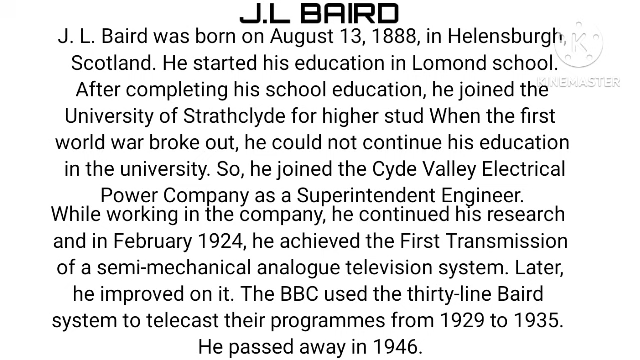 J.L BAIRD
J. L. Baird was born on August 13, 1888, in Helensburgh,
Scotland. He started his education in Lomond school.
After completing his school education, he joined the
University of Strathclyde for higher stud When the first
world war broke out, he could not continue his education
in the university. So, he joined the Cyde Valley Electrical
Power Company as a Superintendent Engineer.
While working in the company, he continued his research
and in February 1924, he achieved the First Transmission
of a semi-mechanical analogue television system. Later,
he improved on it. The BBC used the thirty-line Baird
system to telecast their programmes from 1929 to 1935.
He passed away in 1946.
KINEMASTER